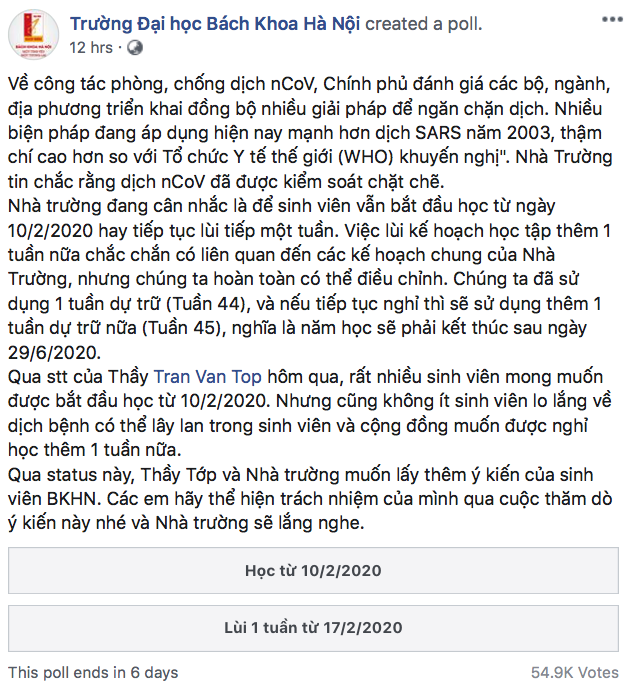 Trường Đại học Bách Khoa Hà Nội created a poll.
12 hrs ·
BÁCH KHOA HÀ NỘI
Về công tác phòng, chống dịch nCoV, Chính phủ đánh giá các bộ, ngành,
địa phương triển khai đồng bộ nhiều giải pháp để ngăn chặn dịch. Nhiều
biện pháp đang áp dụng hiện nay mạnh hơn dịch SARS năm 2003, thậm
chí cao hơn so với Tổ chức Y tế thế giới (WHO) khuyến nghị". Nhà Trường
tin chắc rằng dịch nCoV đã được kiểm soát chặt chẽ.
Nhà trường đang cân nhắc là để sinh viên vẫn bắt đầu học từ ngày
10/2/2020 hay tiếp tục lùi tiếp một tuần. Việc lùi kế hoạch học tập thêm 1
tuần nữa chắc chắn có liên quan đến các kế hoạch chung của Nhà
Trường, nhưng chúng ta hoàn toàn có thể điều chỉnh. Chúng ta đã sử
dụng 1 tuần dự trữ (Tuần 44), và nếu tiếp tục nghỉ thì sẽ sử dụng thêm 1
tuần dự trữ nữa (Tuần 45), nghĩa là năm học sẽ phải kết thúc sau ngày
29/6/2020.
Qua stt của Thầy Tran Van Top hôm qua, rất nhiều sinh viên mong muốn
được bắt đầu học từ 10/2/2020. Nhưng cũng không ít sinh viên lo lắng về
dịch bệnh có thể lây lan trong sinh viên và cộng đồng muốn được nghỉ
học thêm 1 tuần nữa.
Qua status này, Thầy Tớp và Nhà trường muốn lấy thêm ý kiến của sinh
viên BKHN. Các em hãy thể hiện trách nhiệm của mình qua cuộc thăm dò
ý kiến này nhé và Nhà trường sẽ lắng nghe.
Học từ 10/2/2020
Lùi 1 tuần từ 17/2/2020
This poll ends in 6 days
54.9K Votes